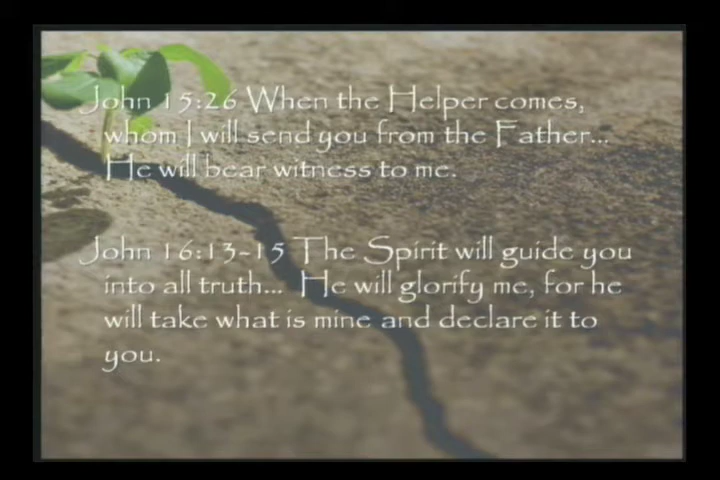 John 15:26 When the Helper comes,
whom I will send you from the Father...
He will bear witness to me.
John 16:13-15 The Spirit will guide you
into all truth... He will glorify me, for he
will take what is mine and declare it to
you.